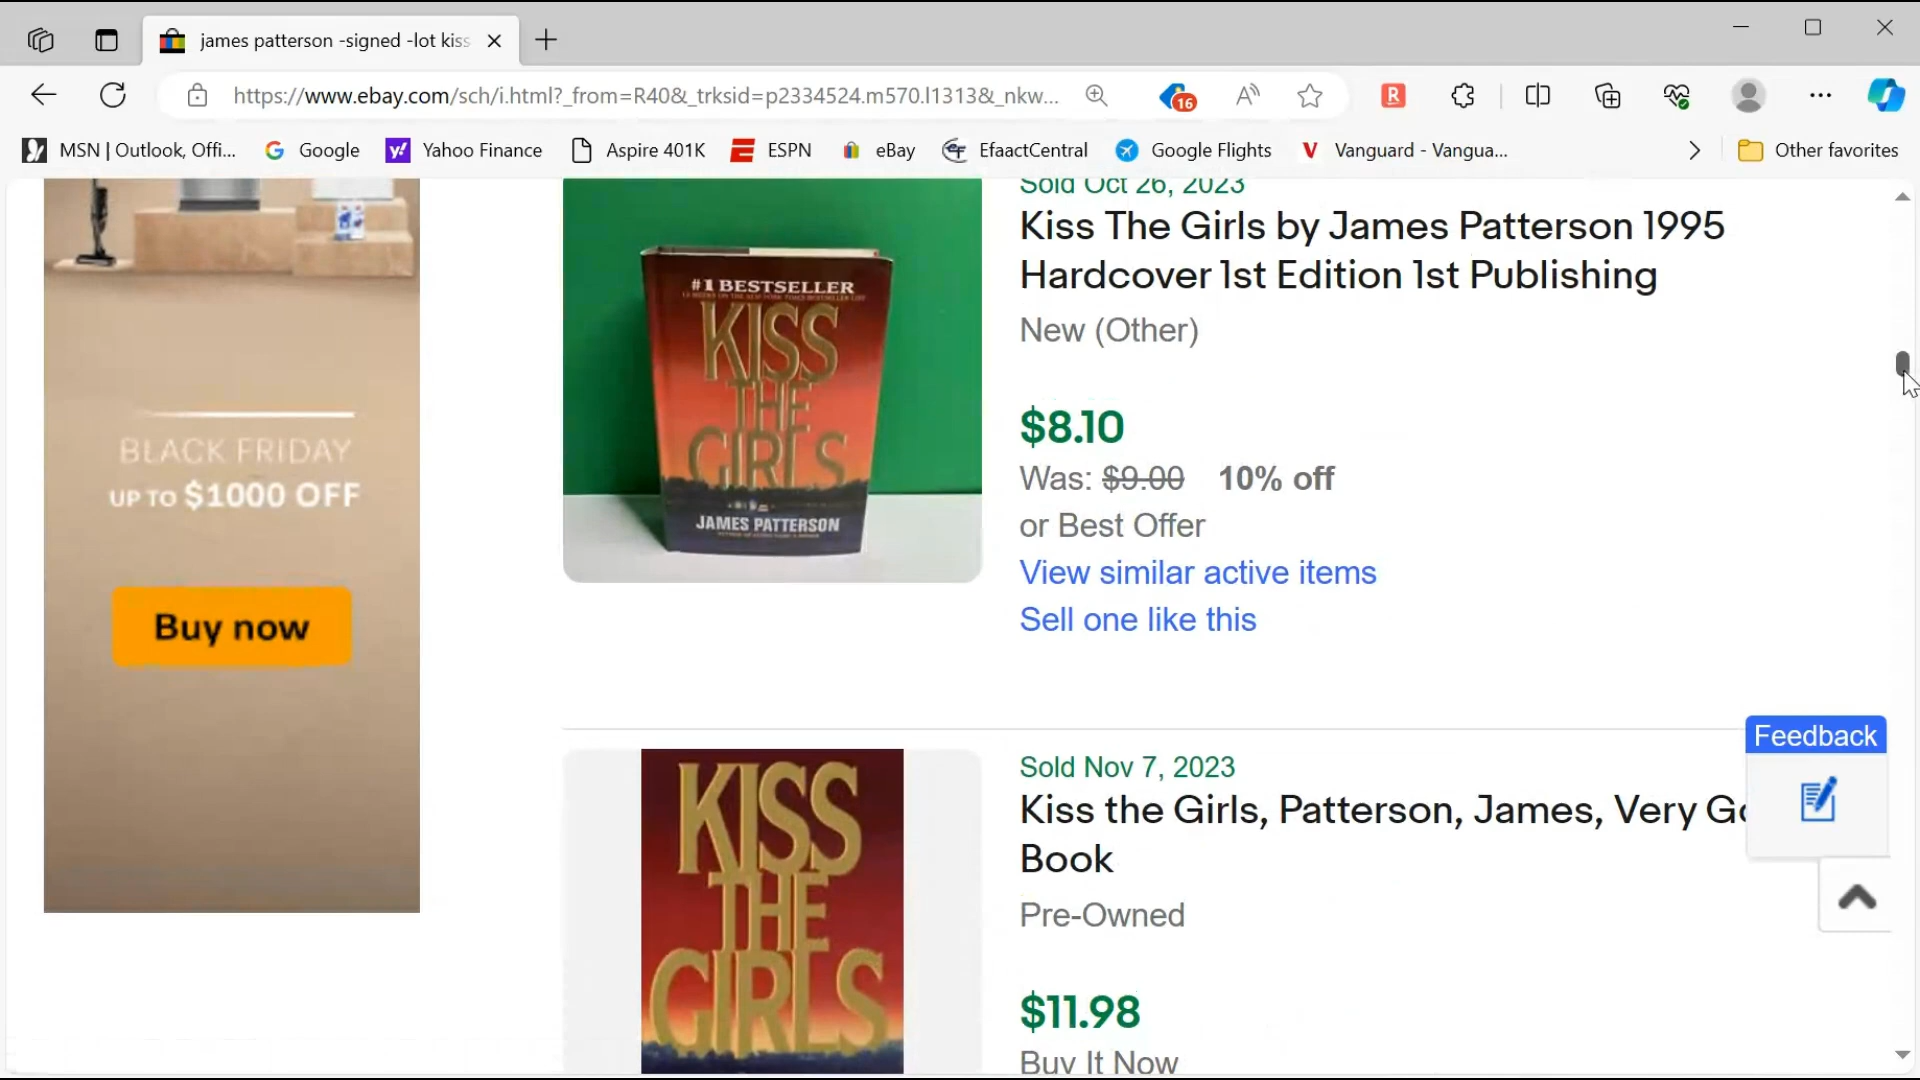 james patterson -signed -lot kiss
https://www.ebay.com/sch/i.html?_from=R40&_trksid=p2334524.m570.l1313&_nkw...
16
R
MSN | Outlook, Offi...
Google
Yahoo Finance
Aspire 401K
ESPN
eBay
EfaactCentral
Google Flights
Vanguard - Vangua...
Other favorites
Sold Oct 26, 2023
Kiss The Girls by James Patterson 1995
Hardcover 1st Edition 1st Publishing
New (Other)
$8.10
Was: $9.00 10% off
or Best Offer
View similar active items
Sell one like this
#1 BESTSELLER
KISS
THE
GIRLS
JAMES PATTERSON
BLACK FRIDAY
UP TO $1000 OFF
Buy now
Feedback
Sold Nov 7, 2023
Kiss the Girls, Patterson, James, Very Go
Book
Pre-Owned
$11.98
Buy It Now
KISS
THE
GIRLS